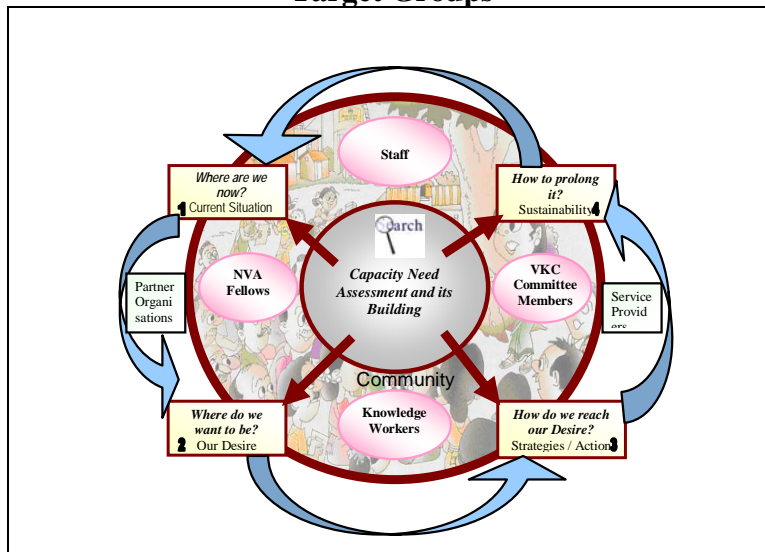 Target Groups
Staff
Where are we
now?
1 Current Situation
How to prolong
it?
Sustainability 4
Search
Capacity Need
Assessment and its
Building
NVA
Fellows
VKC
Committee
Members
Partner
Organi
sations
Service
Provid
ers
Community
Knowledge
Workers
Where do we
want to be?
2 Our Desire
How do we reach
our Desire?
Strategies / Action 3